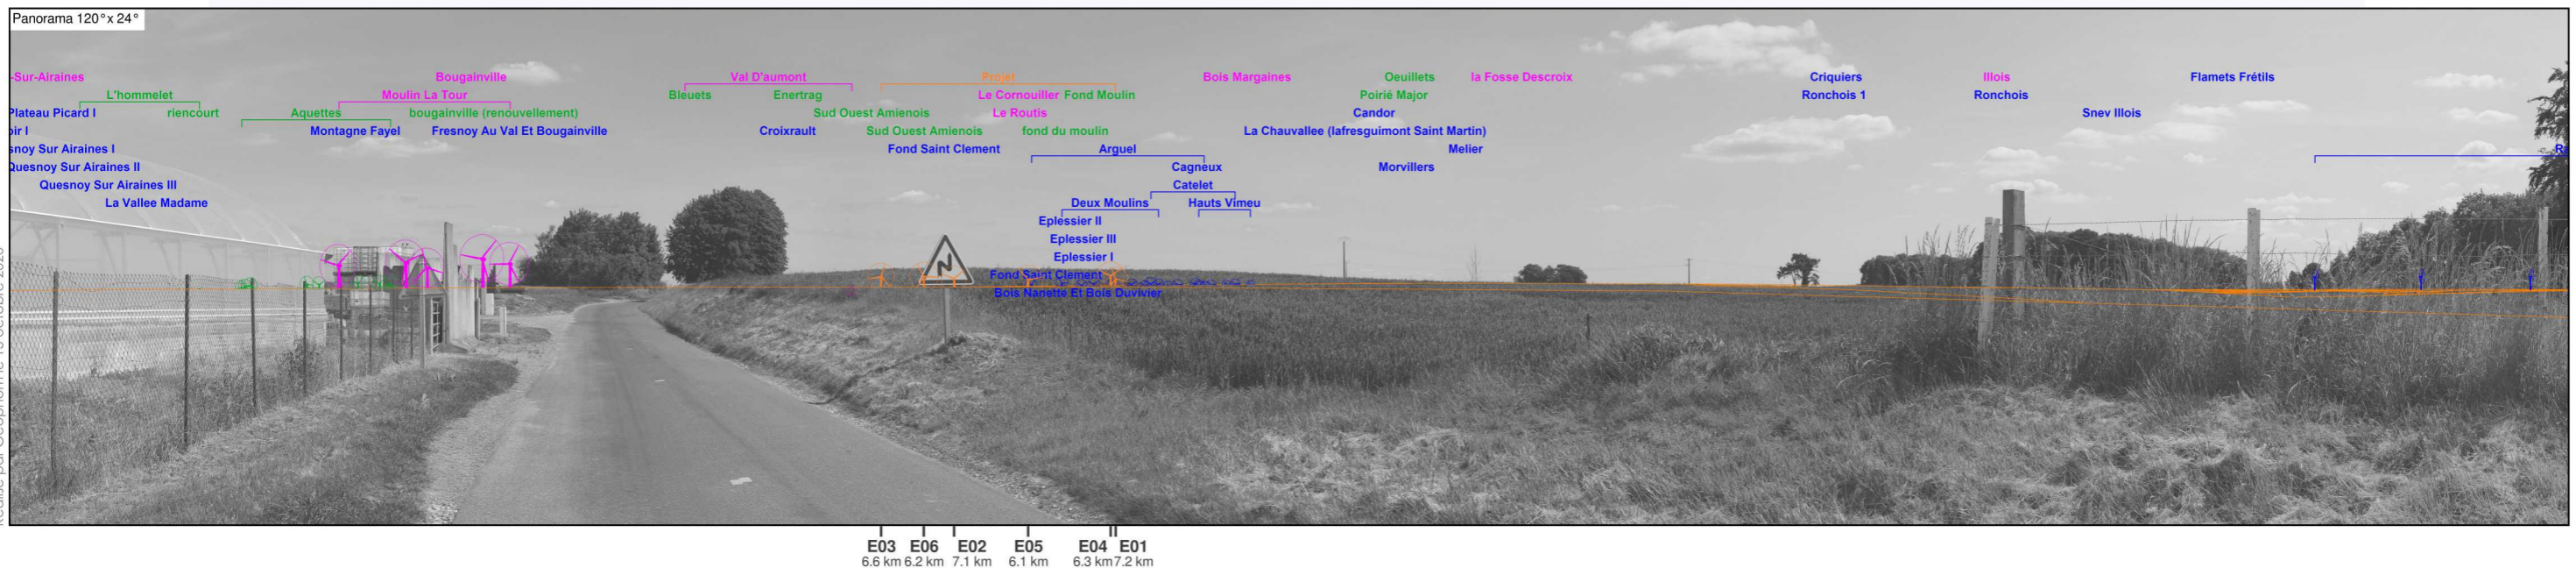 Panorama 120°x 24°
-Sur-Airaines
Bougainville
Val D'aumont
Projet
Bois Margaines
Oeuillets
la Fosse Descroix
Criquiers
Illois
Flamets Frétils
L'hommelet
Moulin La Tour
Bleuets
Enertrag
Le Cornouiller
Fond Moulin
Poirié Major
Ronchois 1
Ronchois
Plateau Picard I
riencourt
Aquettes
bougainville (renouvellement)
Sud Ouest Amienois
Le Routis
Candor
Snev Illois
oir I
Montagne Fayel
Fresnoy Au Val Et Bougainville
Croixrault
Sud Ouest Amienois
fond du moulin
La Chauvallee (lafresguimont Saint Martin)
snoy Sur Airaines I
Fond Saint Clement
Arguel
Melier
Quesnoy Sur Airaines II
Cagneux
Morvillers
Quesnoy Sur Airaines III
Catelet
La Vallee Madame
Deux Moulins
Hauts Vimeu
Eplessier II
Eplessier III
Eplessier I
Fond Saint Clement
Bois Nanette Et Bois Duvivier
E03 E06 E02 E05 E04 E01
6.6 km 6.2 km 7.1 km 6.1 km 6.3 km 7.2 km